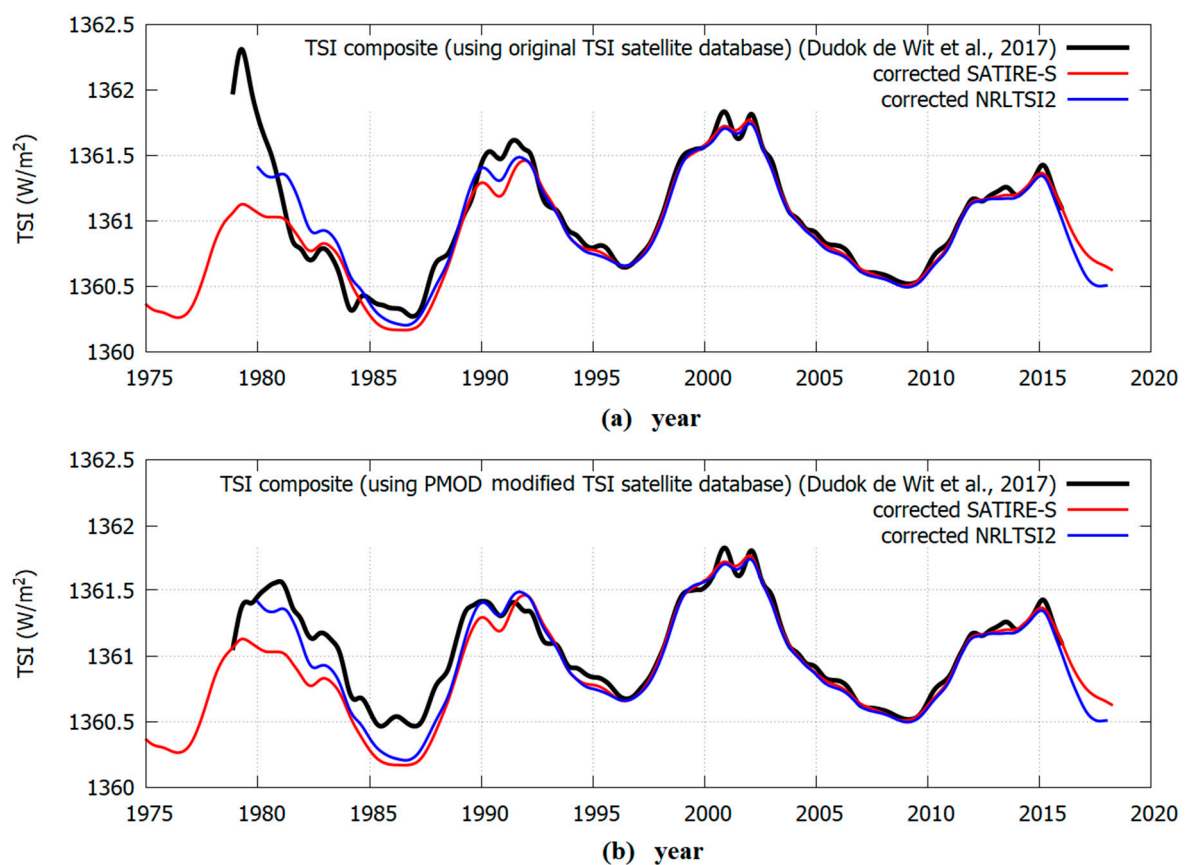 1362.5
TSI composite (using original TSI satellite database) (Dudok de Wit et al., 2017)
corrected SATIRE-S
corrected NRLTSI2
1362
1361.5
1361
1360.5
1360
TSI (W/m²)
1975 1980 1985 1990 1995 2000 2005 2010 2015 2020
(a) year
1362.5
TSI composite (using PMOD modified TSI satellite database) (Dudok de Wit et al., 2017)
corrected SATIRE-S
corrected NRLTSI2
1362
1361.5
1361
1360.5
1360
TSI (W/m²)
1975 1980 1985 1990 1995 2000 2005 2010 2015 2020
(b) year